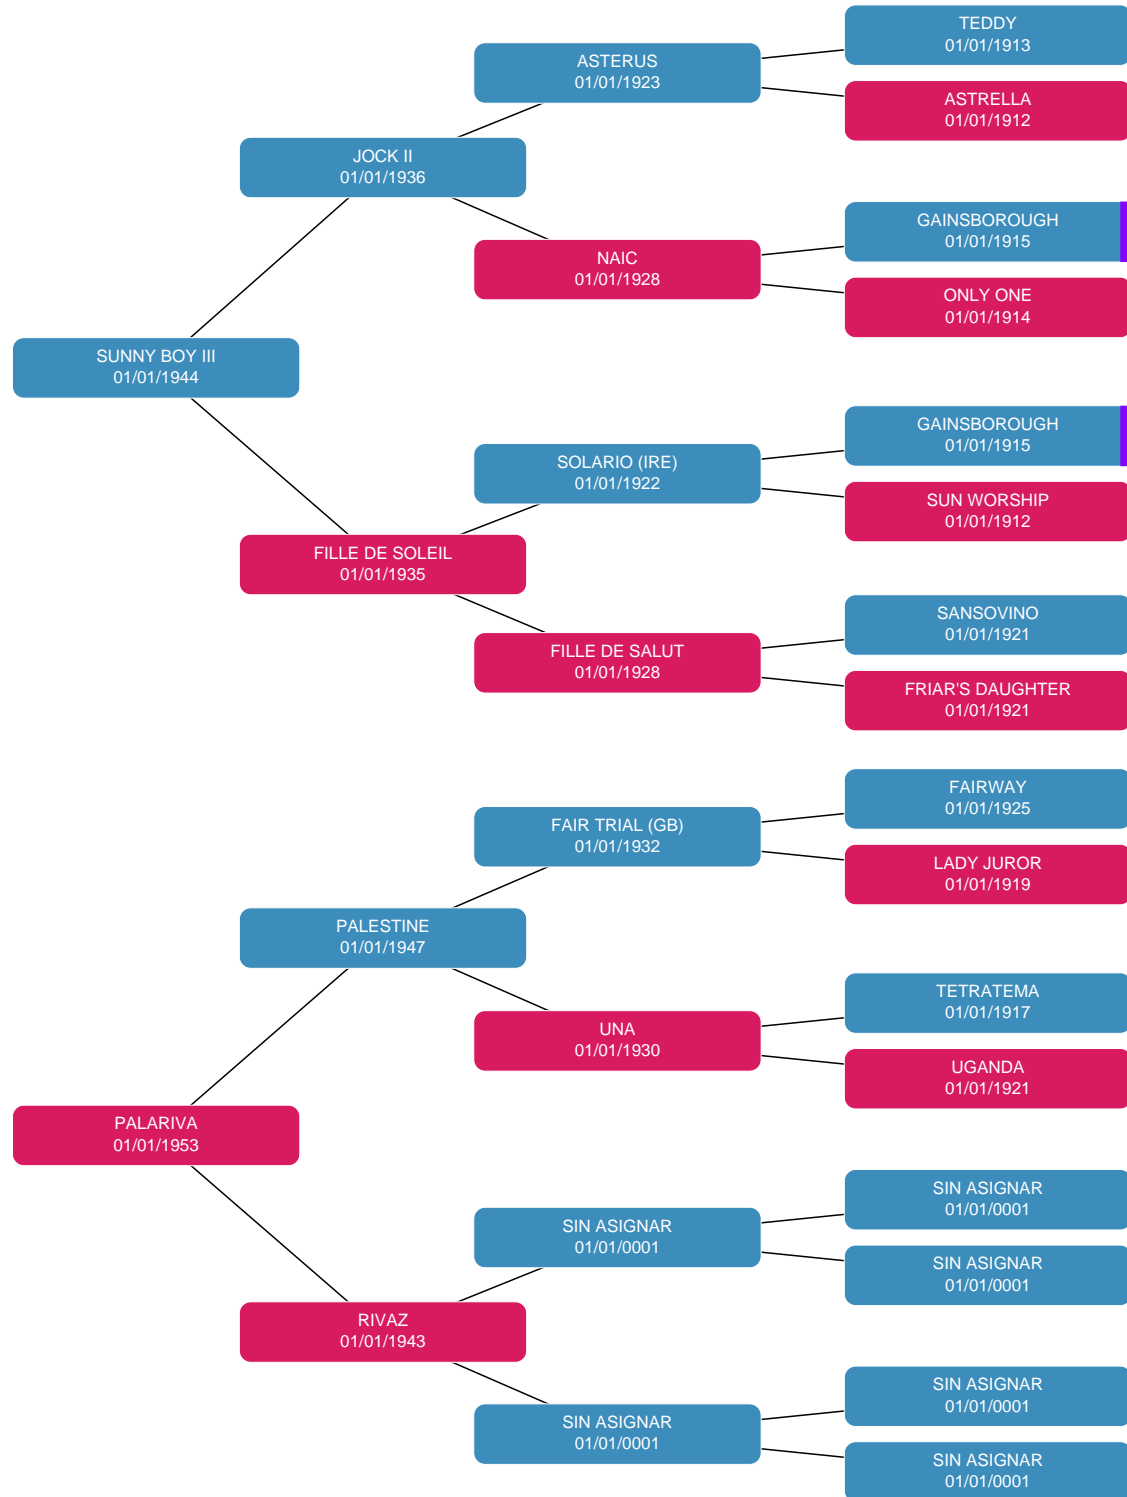 TEDDY
01/01/1913
ASTERUS
01/01/1923
ASTRELLA
01/01/1912
JOCK II
01/01/1936
GAINSBOROUGH
01/01/1915
NAIC
01/01/1928
ONLY ONE
01/01/1914
SUNNY BOY III
01/01/1944
GAINSBOROUGH
01/01/1915
SOLARIO (IRE)
01/01/1922
SUN WORSHIP
01/01/1912
FILLE DE SOLEIL
01/01/1935
SANSOVINO
01/01/1921
FILLE DE SALUT
01/01/1928
FRIAR'S DAUGHTER
01/01/1921
FAIRWAY
01/01/1925
FAIR TRIAL (GB)
01/01/1932
LADY JUROR
01/01/1919
PALESTINE
01/01/1947
TETRATEMA
01/01/1917
UNA
01/01/1930
UGANDA
01/01/1921
PALARIVA
01/01/1953
SIN ASIGNAR
01/01/0001
SIN ASIGNAR
01/01/0001
SIN ASIGNAR
01/01/0001
RIVAZ
01/01/1943
SIN ASIGNAR
01/01/0001
SIN ASIGNAR
01/01/0001
SIN ASIGNAR
01/01/0001